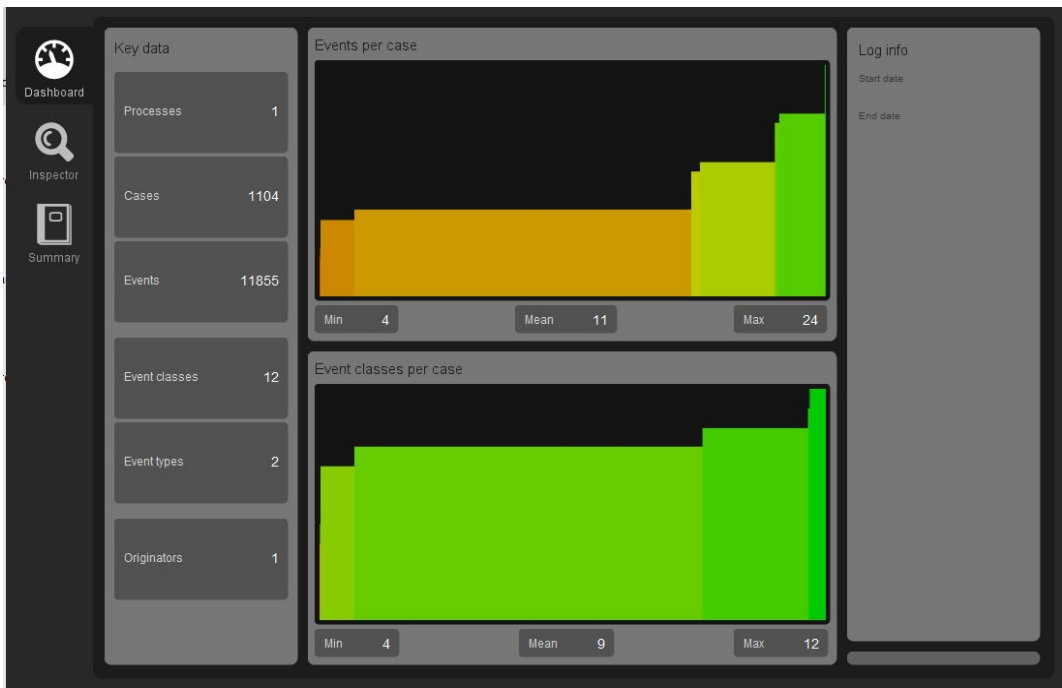 Dashboard
Inspector
Summary
Key data
Processes 1
Cases 1104
Events 11855
Event classes 12
Event types 2
Originators 1
Events per case
Min 4 Mean 11 Max 24
Event classes per case
Min 4 Mean 9 Max 12
Log info
Start date
End date